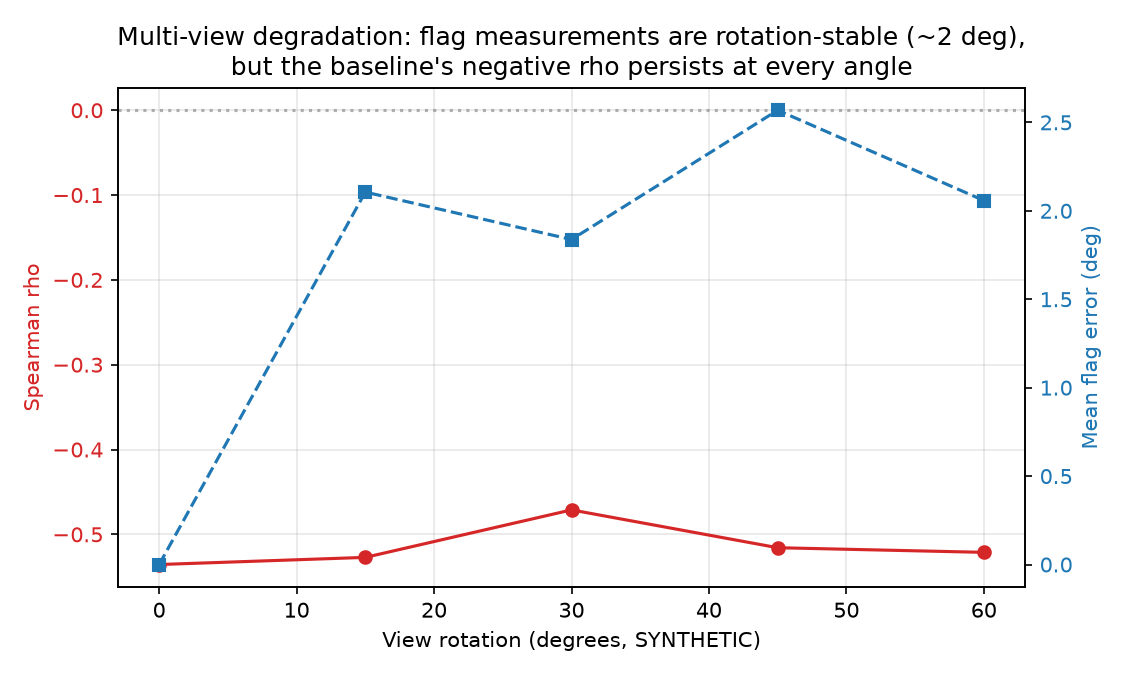 Multi-view degradation: flag measurements are rotation-stable (~2 deg),
but the baseline's negative rho persists at every angle
Spearman rho
0.0
−0.1
−0.2
−0.3
−0.4
−0.5
2.5
2.0
1.5
1.0
0.5
0.0
Mean flag error (deg)
0 10 20 30 40 50 60
View rotation (degrees, SYNTHETIC)